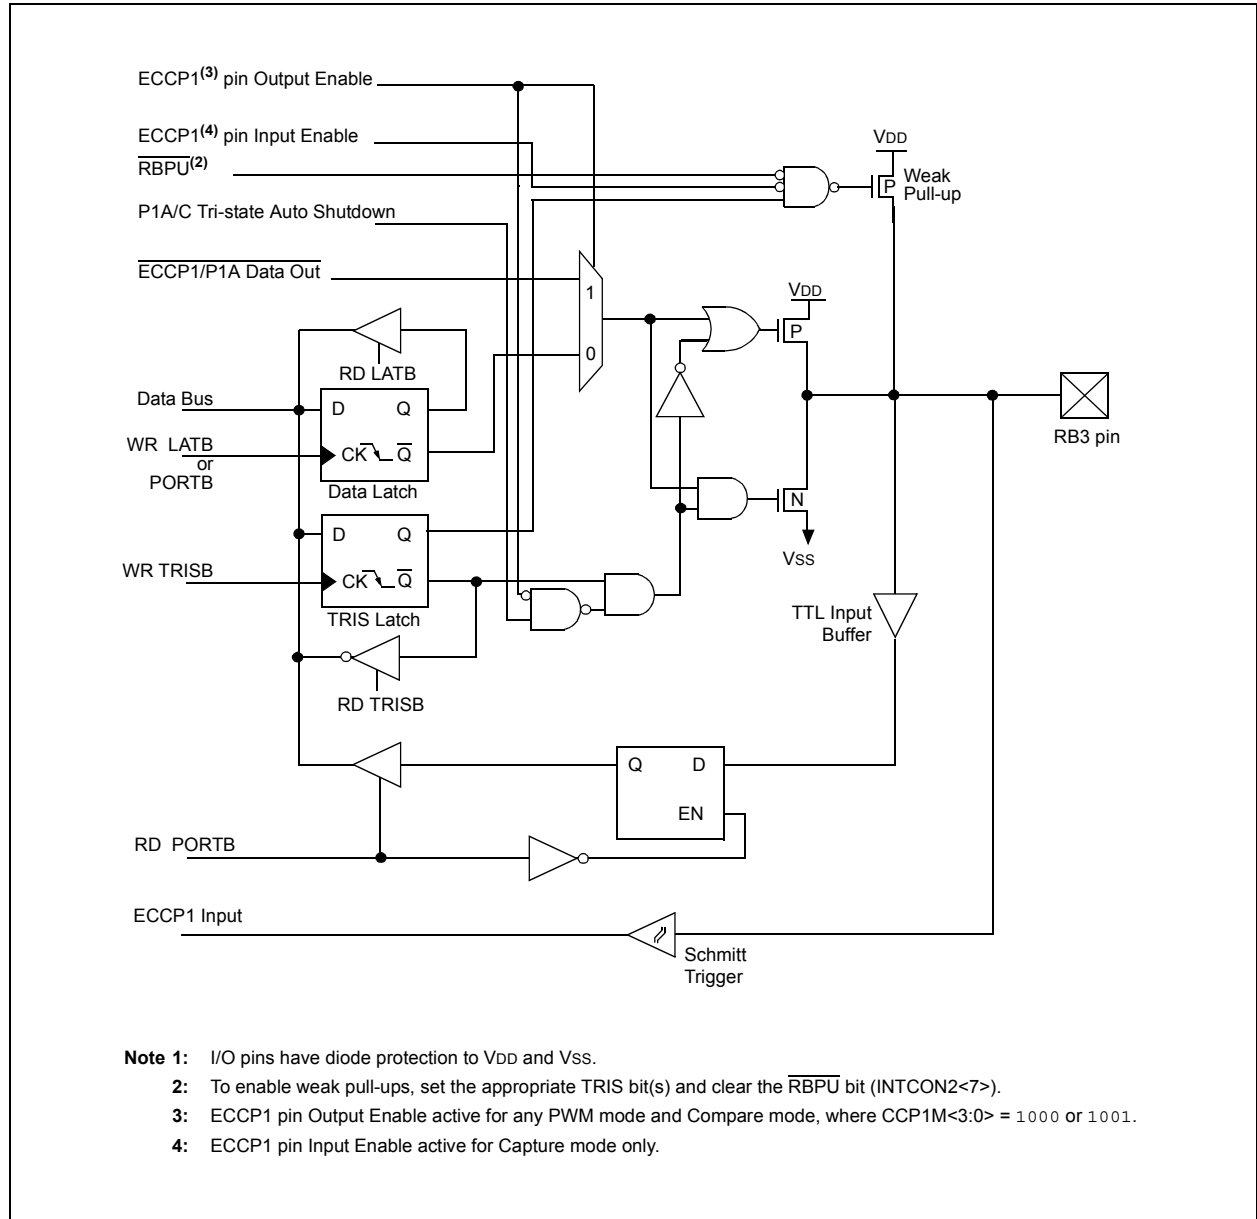 ECCP1(3) pin Output Enable
ECCP1(4) pin Input Enable
RBPU(2)
P1A/C Tri-state Auto Shutdown
ECCP1/P1A Data Out
VDD
P
Weak
Pull-up
1
0
VDD
P
RD LATB
Data Bus
D Q
WR LATB
or
PORTB
CK Q
Data Latch
RB3 pin
N
VSS
D Q
WR TRISB
CK Q
TRIS Latch
TTL Input
Buffer
RD TRISB
Q D
EN
RD PORTB
ECCP1 Input
Schmitt
Trigger
Note 1: I/O pins have diode protection to VDD and VSS.
2: To enable weak pull-ups, set the appropriate TRIS bit(s) and clear the RBPU bit (INTCON2<7>).
3: ECCP1 pin Output Enable active for any PWM mode and Compare mode, where CCP1M<3:0> = 1000 or 1001.
4: ECCP1 pin Input Enable active for Capture mode only.